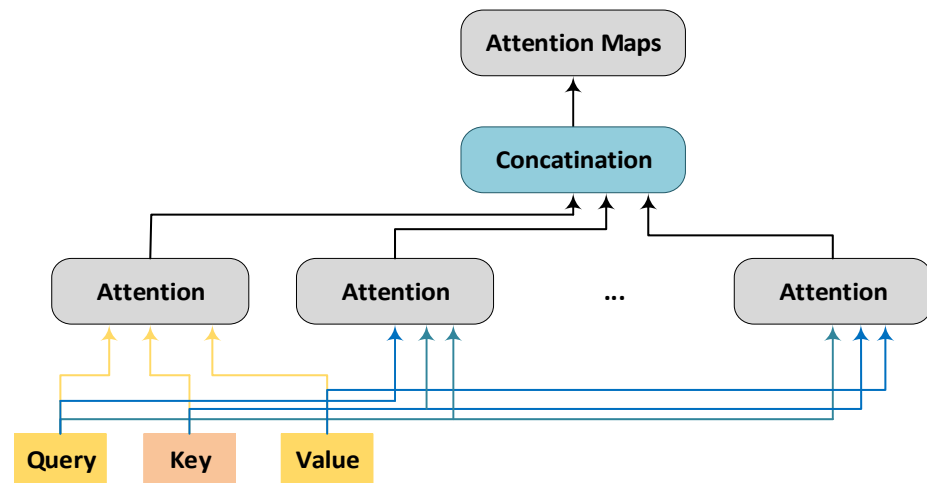 Attention Maps
Concatination
Attention
Attention
...
Attention
Query
Key
Value